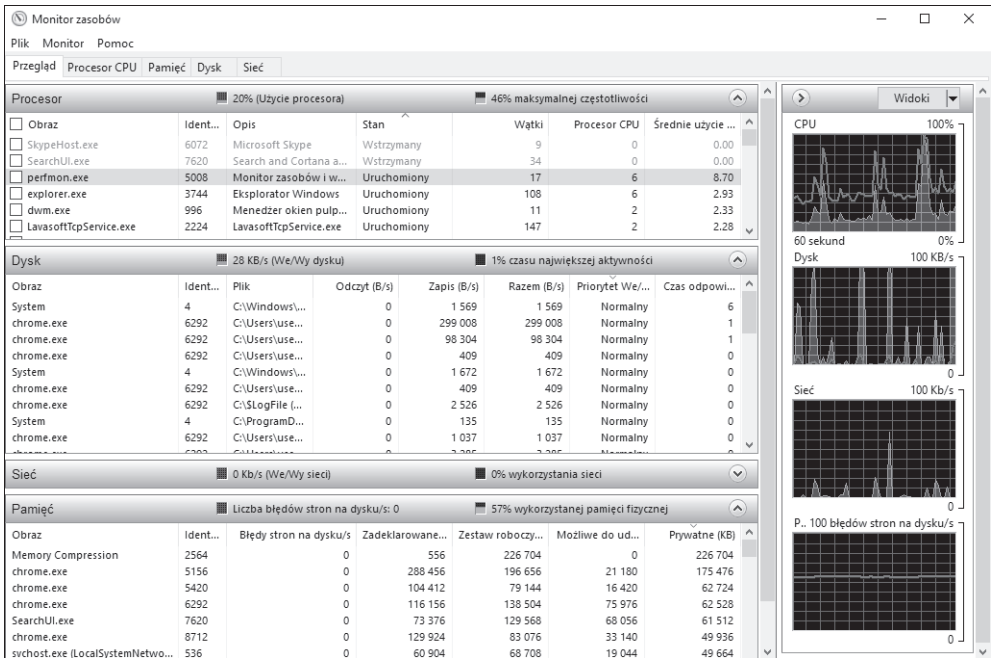 Monitor zasobów
Plik Monitor Pomoc
Przegląd Procesor CPU Pamięć Dysk Sieć
Procesor 20% (Użycie procesora) 46% maksymalnej częstotliwości
Obraz Ident... Opis Stan Wątki Procesor CPU Średnie użycie ...
SkypeHost.exe 6072 Microsoft Skype Wstrzymany 9 0 0.00
SearchUI.exe 7620 Search and Cortana a... Wstrzymany 34 0 0.00
perfmon.exe 5008 Monitor zasobów i w... Uruchomiony 17 6 8.70
explorer.exe 3744 Eksplorator Windows Uruchomiony 108 6 2.93
dwm.exe 996 Menedżer okien pulp... Uruchomiony 11 2 2.33
LavasoftTcpService.exe 2224 LavasoftTcpService.exe Uruchomiony 147 2 2.28
Dysk 28 KB/s (We/Wy dysku) 1% czasu największej aktywności
Obraz Ident... Plik Odczyt (B/s) Zapis (B/s) Razem (B/s) Priorytet We/... Czas odpowi...
System 4 C:\Windows\... 0 1 569 1 569 Normalny 6
chrome.exe 6292 C:\Users\use... 0 299 008 299 008 Normalny 1
chrome.exe 6292 C:\Users\use... 0 98 304 98 304 Normalny 1
chrome.exe 6292 C:\Users\use... 0 409 409 Normalny 0
System 4 C:\Windows\... 0 1 672 1 672 Normalny 0
chrome.exe 6292 C:\Users\use... 0 409 409 Normalny 0
chrome.exe 6292 C:\$LogFile (... 0 2 526 2 526 Normalny 0
System 4 C:\ProgramD... 0 135 135 Normalny 0
chrome.exe 6292 C:\Users\use... 0 1 037 1 037 Normalny 0
Sieć 0 Kb/s (We/Wy sieci) 0% wykorzystania sieci
Pamięć Liczba błędów stron na dysku/s: 0 57% wykorzystanej pamięci fizycznej
Obraz Ident... Błędy stron na dysku/s Zadeklarowane... Zestaw roboczy... Możliwe do ud... Prywatne (KB)
Memory Compression 2564 0 556 226 704 0 226 704
chrome.exe 5156 0 288 456 196 656 21 180 175 476
chrome.exe 5420 0 104 412 79 144 16 420 62 724
chrome.exe 6292 0 116 156 138 504 75 976 62 528
SearchUI.exe 7620 0 73 376 129 568 68 056 61 512
chrome.exe 8712 0 129 924 83 076 33 140 49 936
svchost.exe (LocalSystemNetwo... 536 0 60 904 68 708 19 044 49 664
Widoki
CPU 100%
60 sekund 0%
Dysk 100 KB/s
0
Sieć 100 Kb/s
0
P.. 100 błędów stron na dysku/s
0